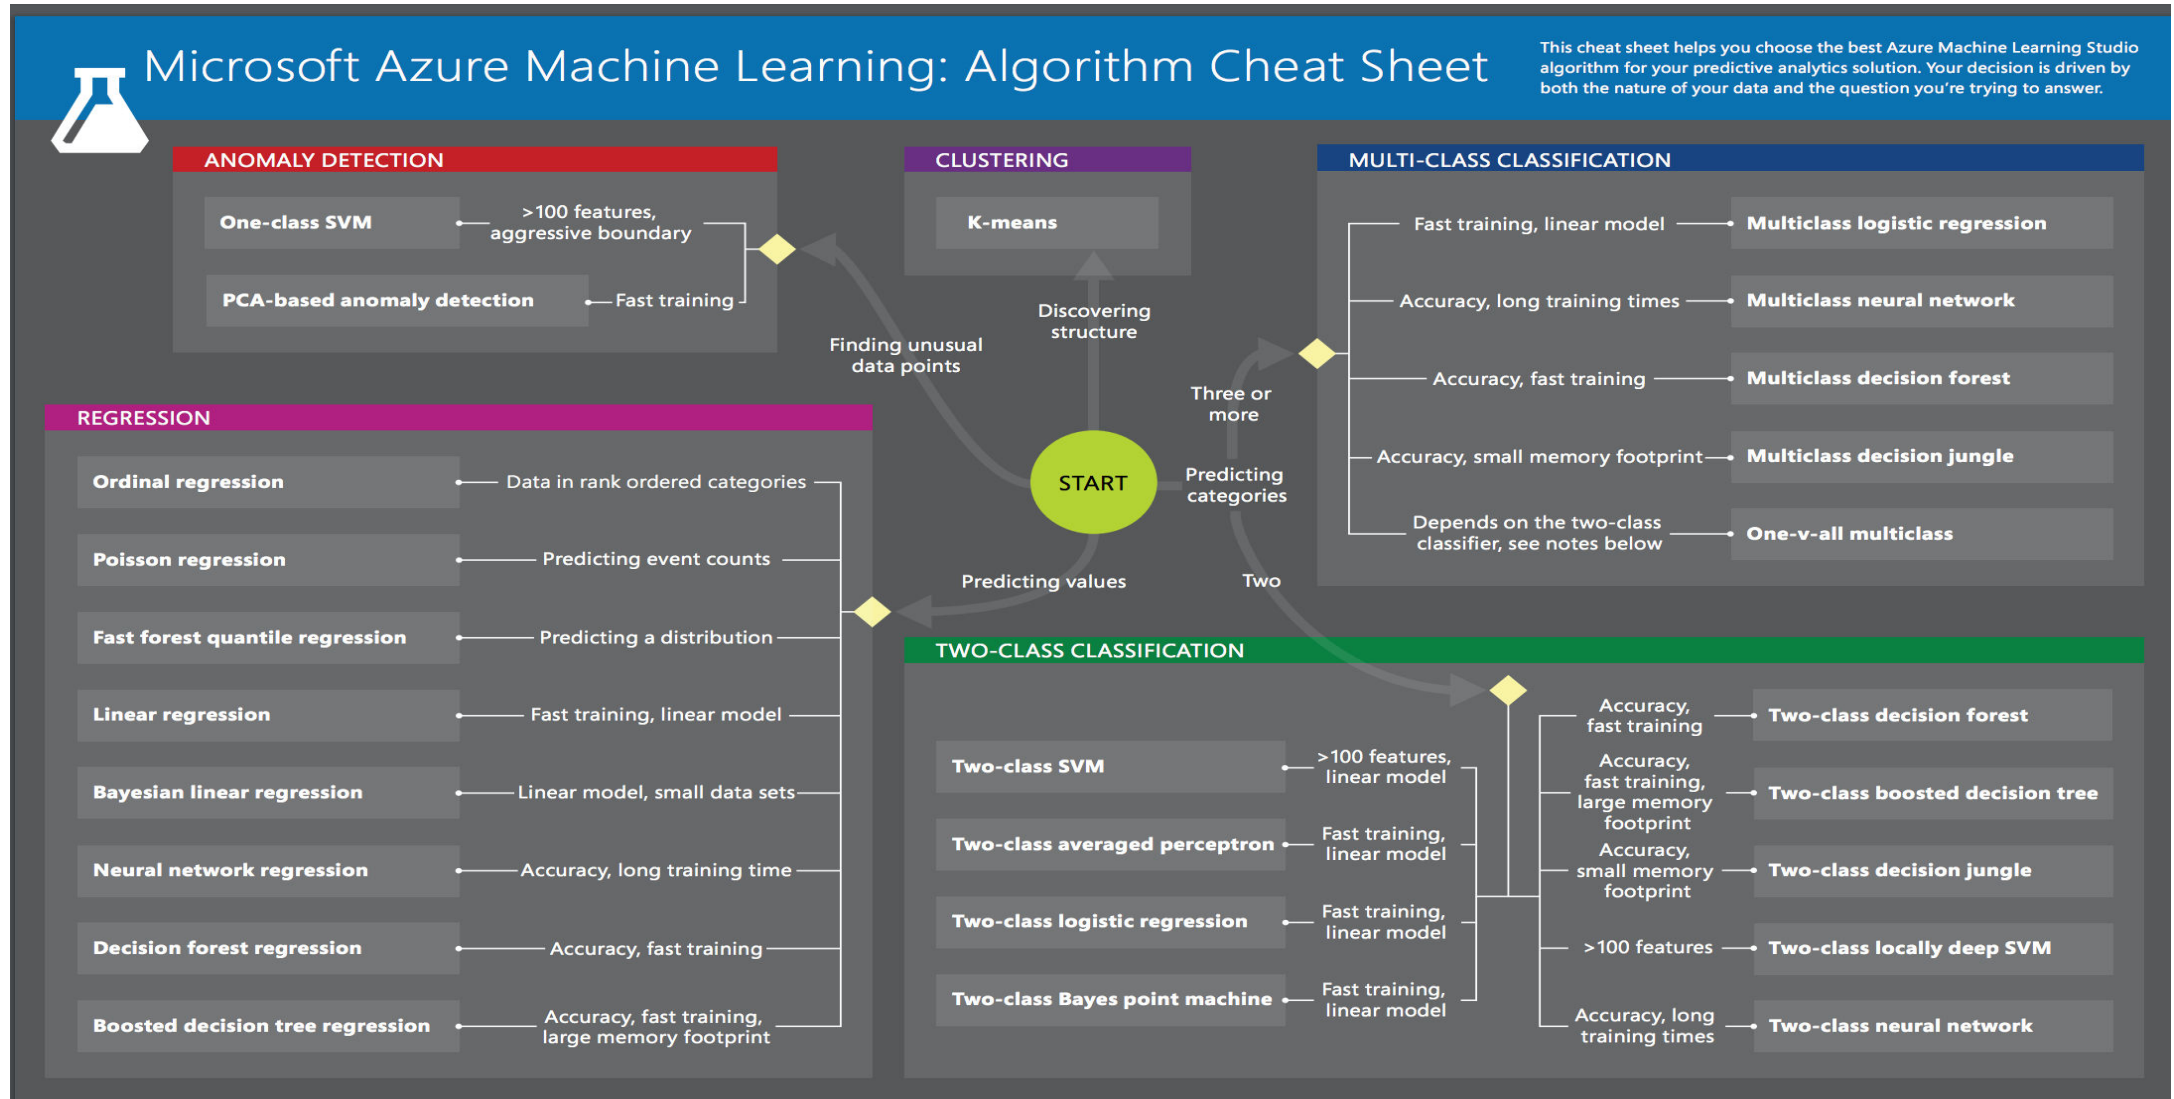 Microsoft Azure Machine Learning: Algorithm Cheat Sheet
This cheat sheet helps you choose the best Azure Machine Learning Studio
algorithm for your predictive analytics solution. Your decision is driven by
both the nature of your data and the question you're trying to answer.
ANOMALY DETECTION
One-class SVM
>100 features,
aggressive boundary
PCA-based anomaly detection
Fast training
CLUSTERING
K-means
MULTI-CLASS CLASSIFICATION
Fast training, linear model
Multiclass logistic regression
Accuracy, long training times
Multiclass neural network
Accuracy, fast training
Multiclass decision forest
Accuracy, small memory footprint
Multiclass decision jungle
Depends on the two-class
classifier, see notes below
One-v-all multiclass
Finding unusual
data points
Discovering
structure
Three or
more
START
Predicting
categories
Predicting values
Two
REGRESSION
Ordinal regression
Data in rank ordered categories
Poisson regression
Predicting event counts
Fast forest quantile regression
Predicting a distribution
Linear regression
Fast training, linear model
Bayesian linear regression
Linear model, small data sets
Neural network regression
Accuracy, long training time
Decision forest regression
Accuracy, fast training
Boosted decision tree regression
Accuracy, fast training,
large memory footprint
TWO-CLASS CLASSIFICATION
Two-class SVM
>100 features,
linear model
Two-class averaged perceptron
Fast training,
linear model
Two-class logistic regression
Fast training,
linear model
Two-class Bayes point machine
Fast training,
linear model
Accuracy,
fast training
Two-class decision forest
Accuracy,
fast training,
large memory
footprint
Two-class boosted decision tree
Accuracy,
small memory
footprint
Two-class decision jungle
>100 features
Two-class locally deep SVM
Accuracy, long
training times
Two-class neural network